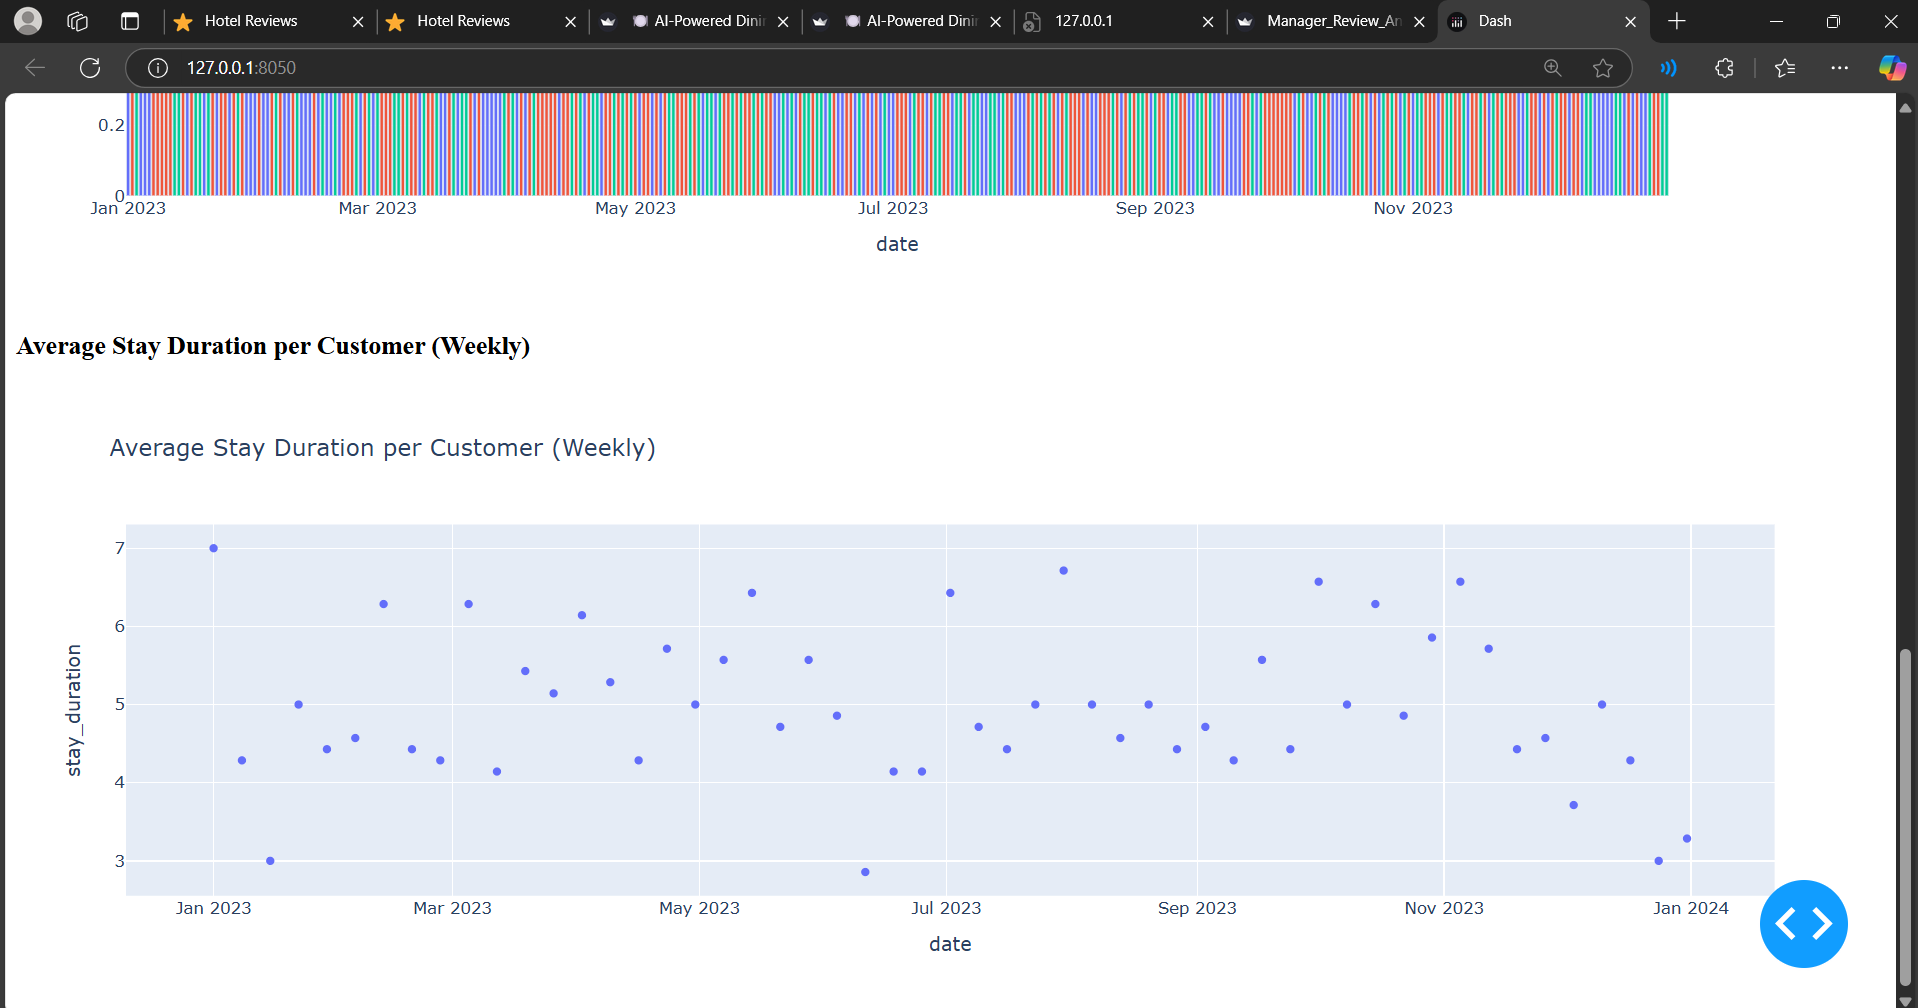 Hotel Reviews
Hotel Reviews
AI-Powered Dini
AI-Powered Dini
127.0.0.1
Manager_Review_An
Dash
127.0.0.1:8050
0.2
0
Jan 2023 Mar 2023 May 2023 Jul 2023 Sep 2023 Nov 2023
date
Average Stay Duration per Customer (Weekly)
Average Stay Duration per Customer (Weekly)
7
6
5
4
3
stay_duration
Jan 2023 Mar 2023 May 2023 Jul 2023 Sep 2023 Nov 2023 Jan 2024
date